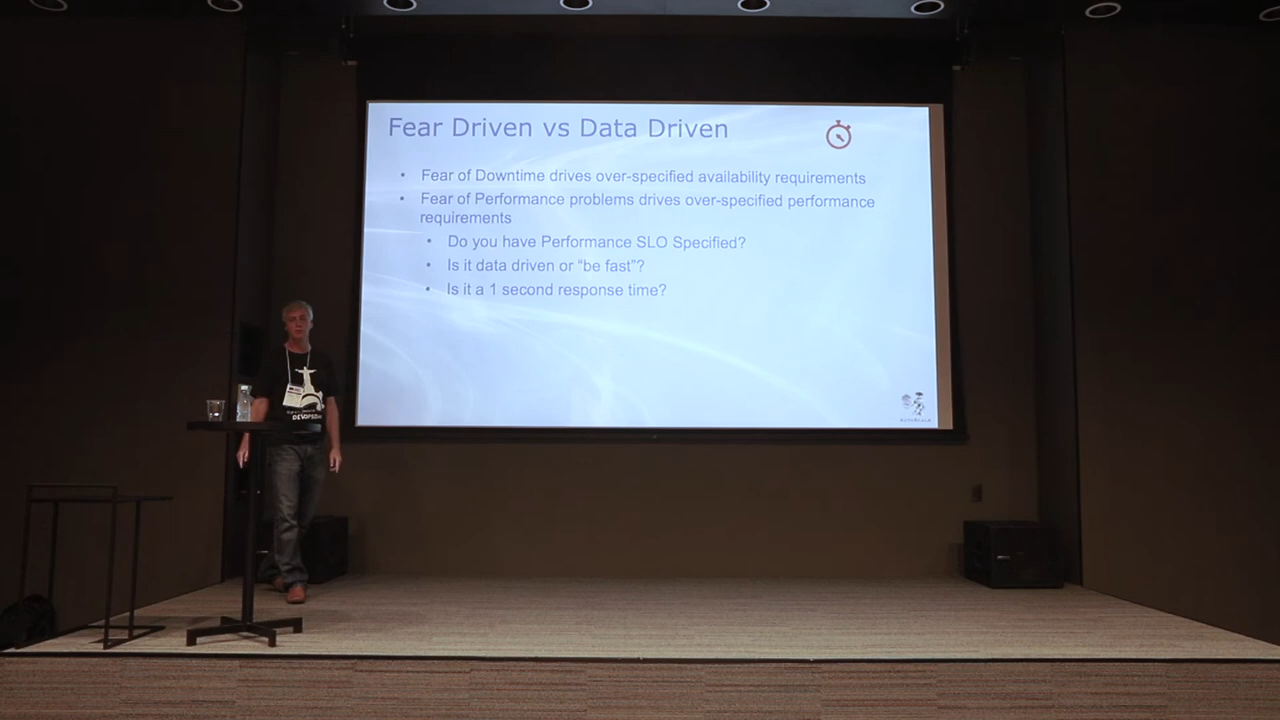 Fear Driven vs Data Driven
• Fear of Downtime drives over-specified availability requirements
• Fear of Performance problems drives over-specified performance
requirements
• Do you have Performance SLO Specified?
• Is it data driven or “be fast”?
• Is it a 1 second response time?
DEVOPSDAYS